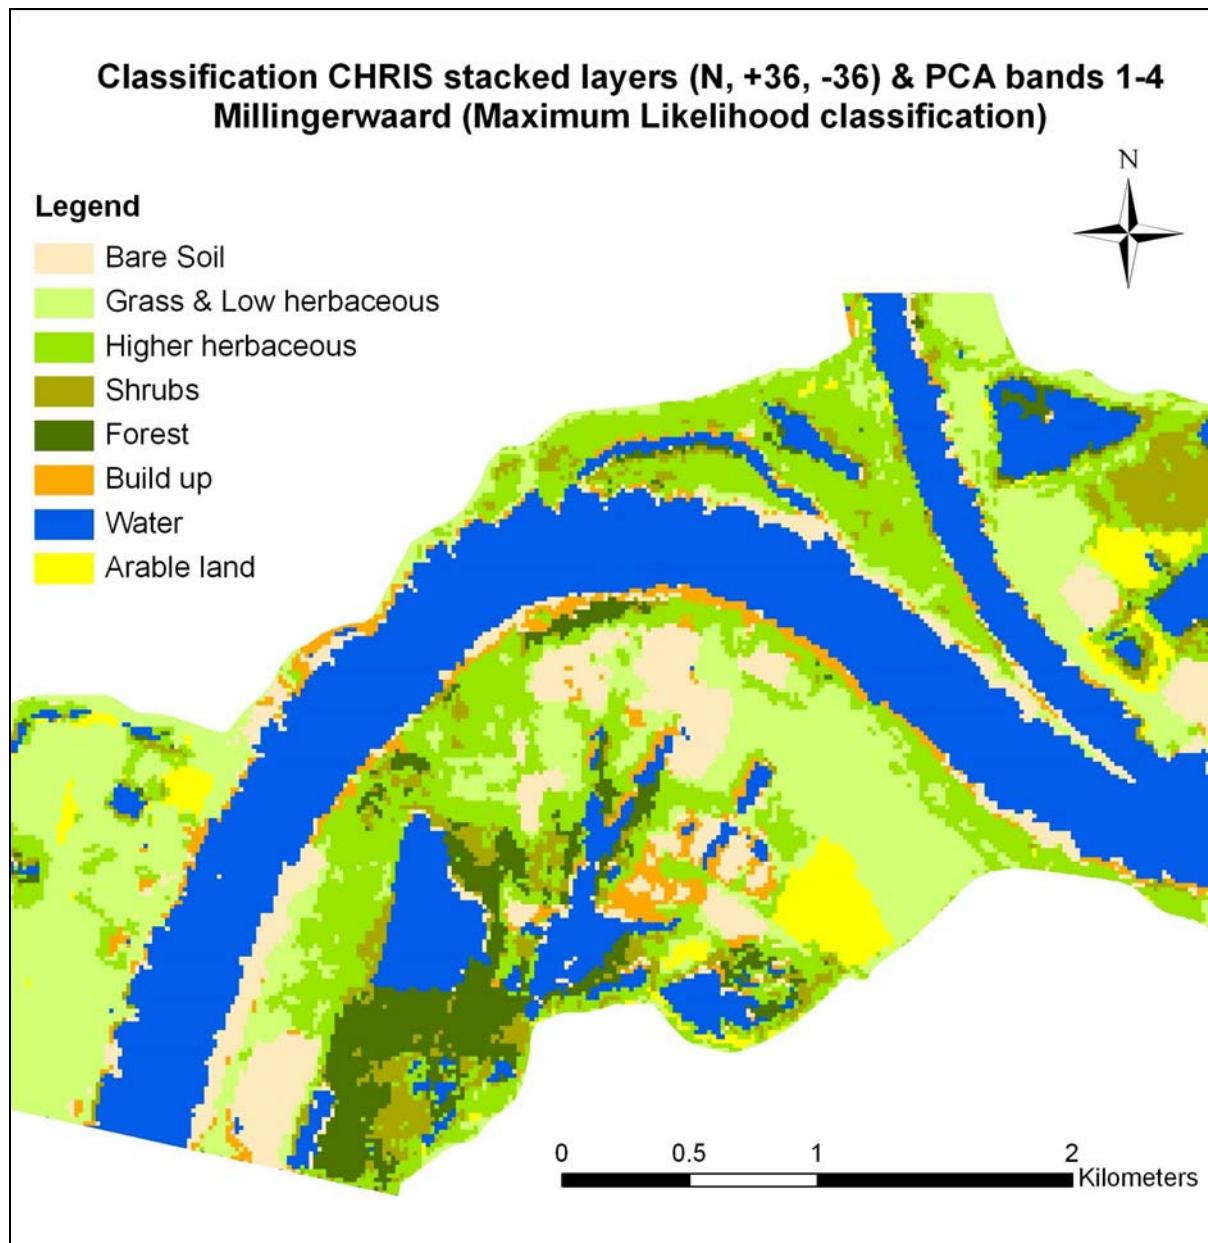 Classification CHRIS stacked layers (N, +36, -36) & PCA bands 1-4
Millingerwaard (Maximum Likelihood classification)
N
Legend
Bare Soil
Grass & Low herbaceous
Higher herbaceous
Shrubs
Forest
Build up
Water
Arable land
0 0.5 1 2
Kilometers